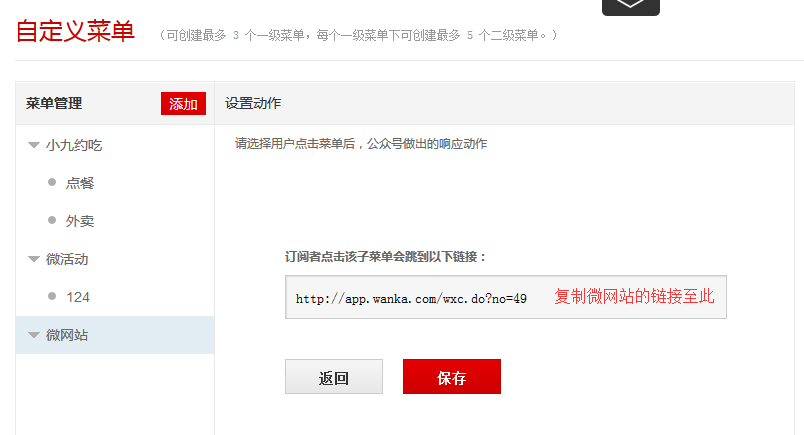 自定义菜单 （可创建最多 3 个一级菜单，每个一级菜单下可创建最多 5 个二级菜单。）
菜单管理 添加 设置动作
小九约吃 请选择用户点击菜单后，公众号做出的响应动作
点餐
外卖
微活动 订阅者点击该子菜单会跳到以下链接：
124 http://app.wanka.com/wxc.do?no=49 复制微网站的链接至此
微网站
返回 保存